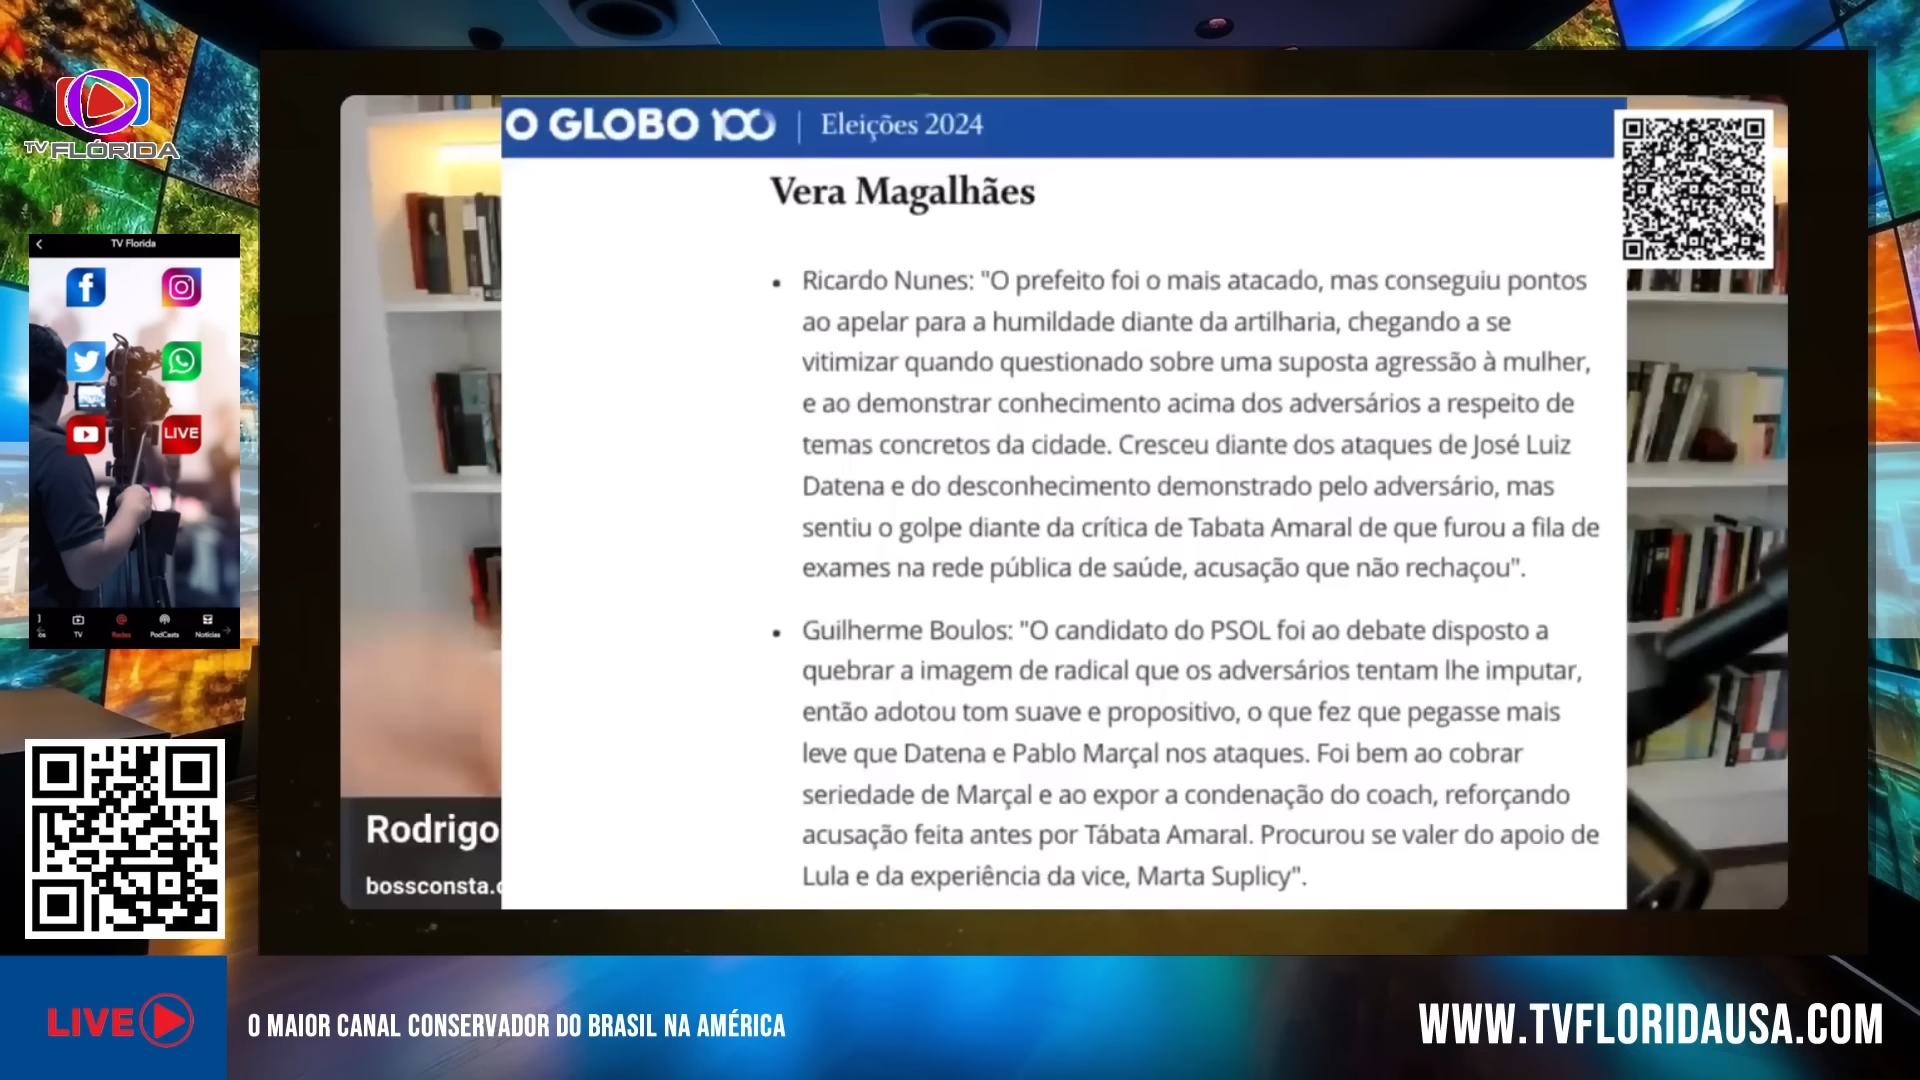 TV FLÓRIDA
TV Florida
LIVE
TV
Redes
PodCasts
Notícias
O GLOBO 100 | Eleições 2024
Vera Magalhães
• Ricardo Nunes: "O prefeito foi o mais atacado, mas conseguiu pontos
ao apelar para a humildade diante da artilharia, chegando a se
vitimizar quando questionado sobre uma suposta agressão à mulher,
e ao demonstrar conhecimento acima dos adversários a respeito de
temas concretos da cidade. Cresceu diante dos ataques de José Luiz
Datena e do desconhecimento demonstrado pelo adversário, mas
sentiu o golpe diante da crítica de Tabata Amaral de que furou a fila de
exames na rede pública de saúde, acusação que não rechaçou".
• Guilherme Boulos: "O candidato do PSOL foi ao debate disposto a
quebrar a imagem de radical que os adversários tentam lhe imputar,
então adotou tom suave e propositivo, o que fez que pegasse mais
leve que Datena e Pablo Marçal nos ataques. Foi bem ao cobrar
seriedade de Marçal e ao expor a condenação do coach, reforçando
acusação feita antes por Tábata Amaral. Procurou se valer do apoio de
Lula e da experiência da vice, Marta Suplicy".
Rodrigo
bossconsta.c
LIVE
O MAIOR CANAL CONSERVADOR DO BRASIL NA AMÉRICA
WWW.TVFLORIDAUSA.COM